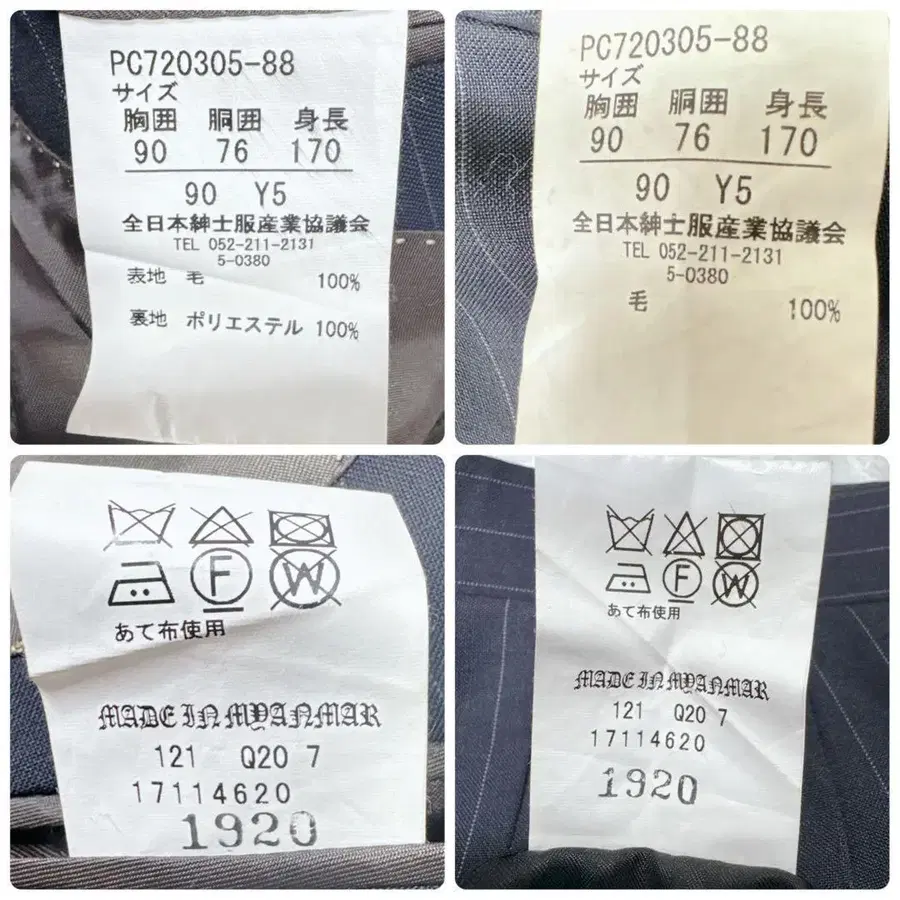 PC720305-88
サイズ
胸囲 胴囲 身長
90 76 170
90 Y5
全日本紳士服産業協議会
TEL 052-211-2131
5-0380
表地 毛 100%
裏地 ポリエステル 100%
PC720305-88
サイズ
胸囲 胴囲 身長
90 76 170
90 Y5
全日本紳士服産業協議会
TEL 052-211-2131
5-0380
毛 100%
F W
あて布使用
MADE IN MYANMAR
121 Q20 7
17114620
1920
F W
あて布使用
MADE IN MYANMAR
121 Q20 7
17114620
1920